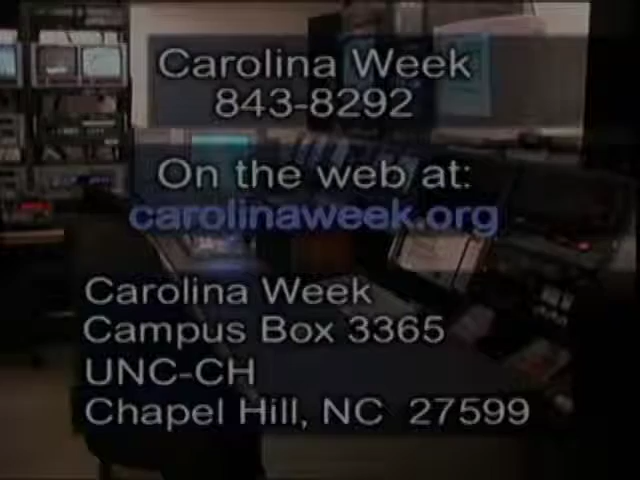 Carolina Week
843-8292
On the web at:
carolinaweek.org
Carolina Week
Campus Box 3365
UNC-CH
Chapel Hill, NC 27599